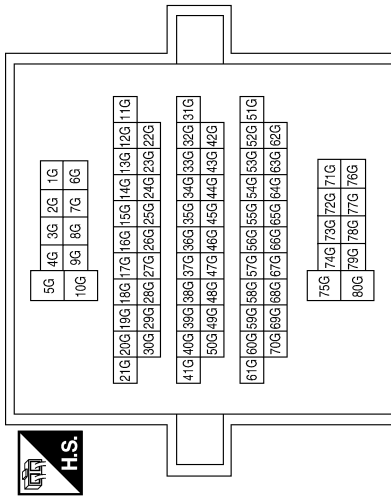 H.S.
5G 4G 3G 2G 1G
10G 9G 8G 7G 6G
21G 20G 19G 18G 17G 16G 15G 14G 13G 12G 11G
30G 29G 28G 27G 26G 25G 24G 23G 22G
41G 40G 39G 38G 37G 36G 35G 34G 33G 32G 31G
50G 49G 48G 47G 46G 45G 44G 43G 42G
61G 60G 59G 58G 57G 56G 55G 54G 53G 52G 51G
70G 69G 68G 67G 66G 65G 64G 63G 62G
75G 74G 73G 72G 71G
80G 79G 78G 77G 76G